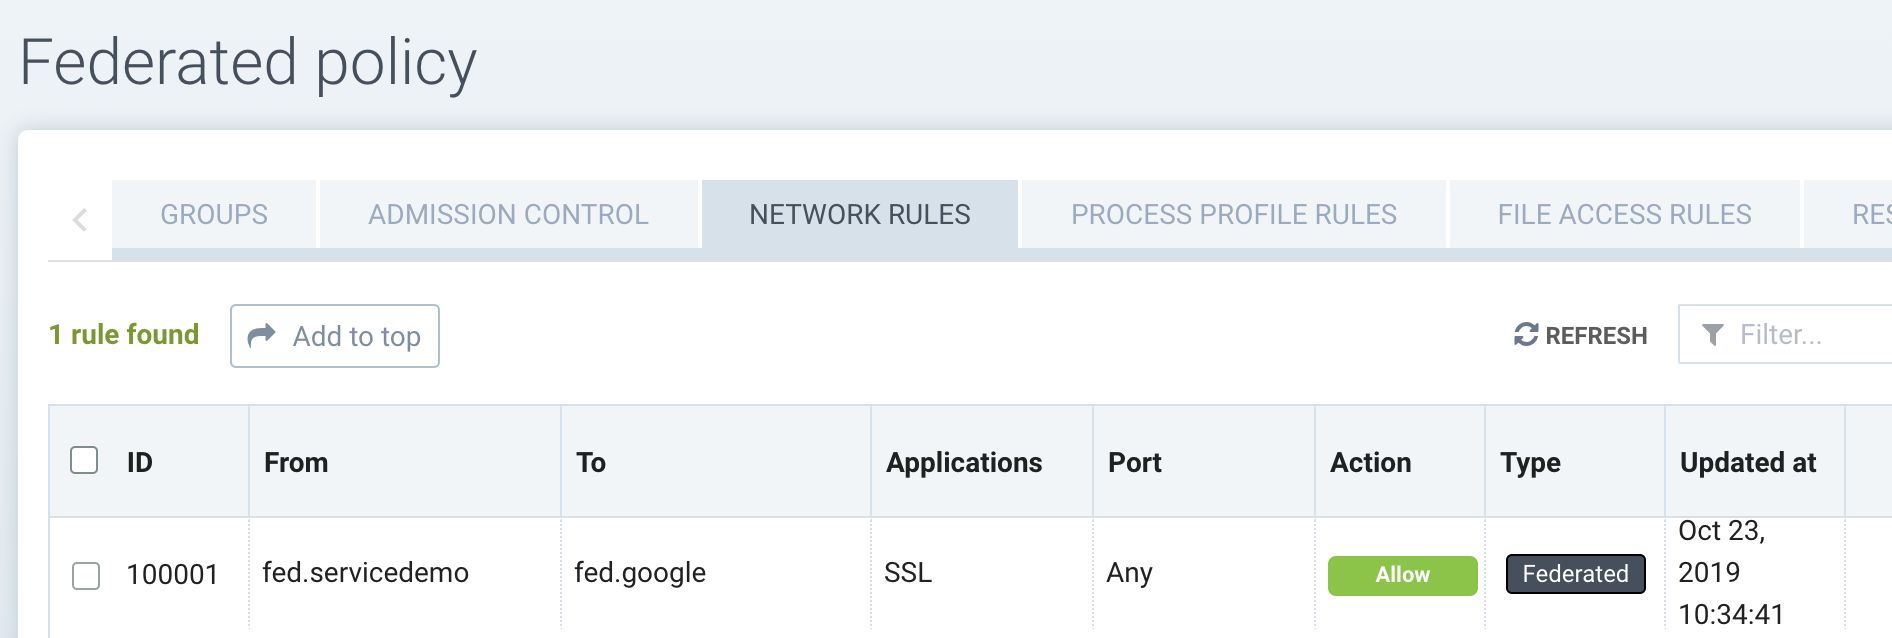 Federated policy
GROUPS ADMISSION CONTROL NETWORK RULES PROCESS PROFILE RULES FILE ACCESS RULES
1 rule found Add to top REFRESH Filter...
ID From To Applications Port Action Type Updated at
100001 fed.servicedemo fed.google SSL Any Allow Federated Oct 23,
2019
10:34:41